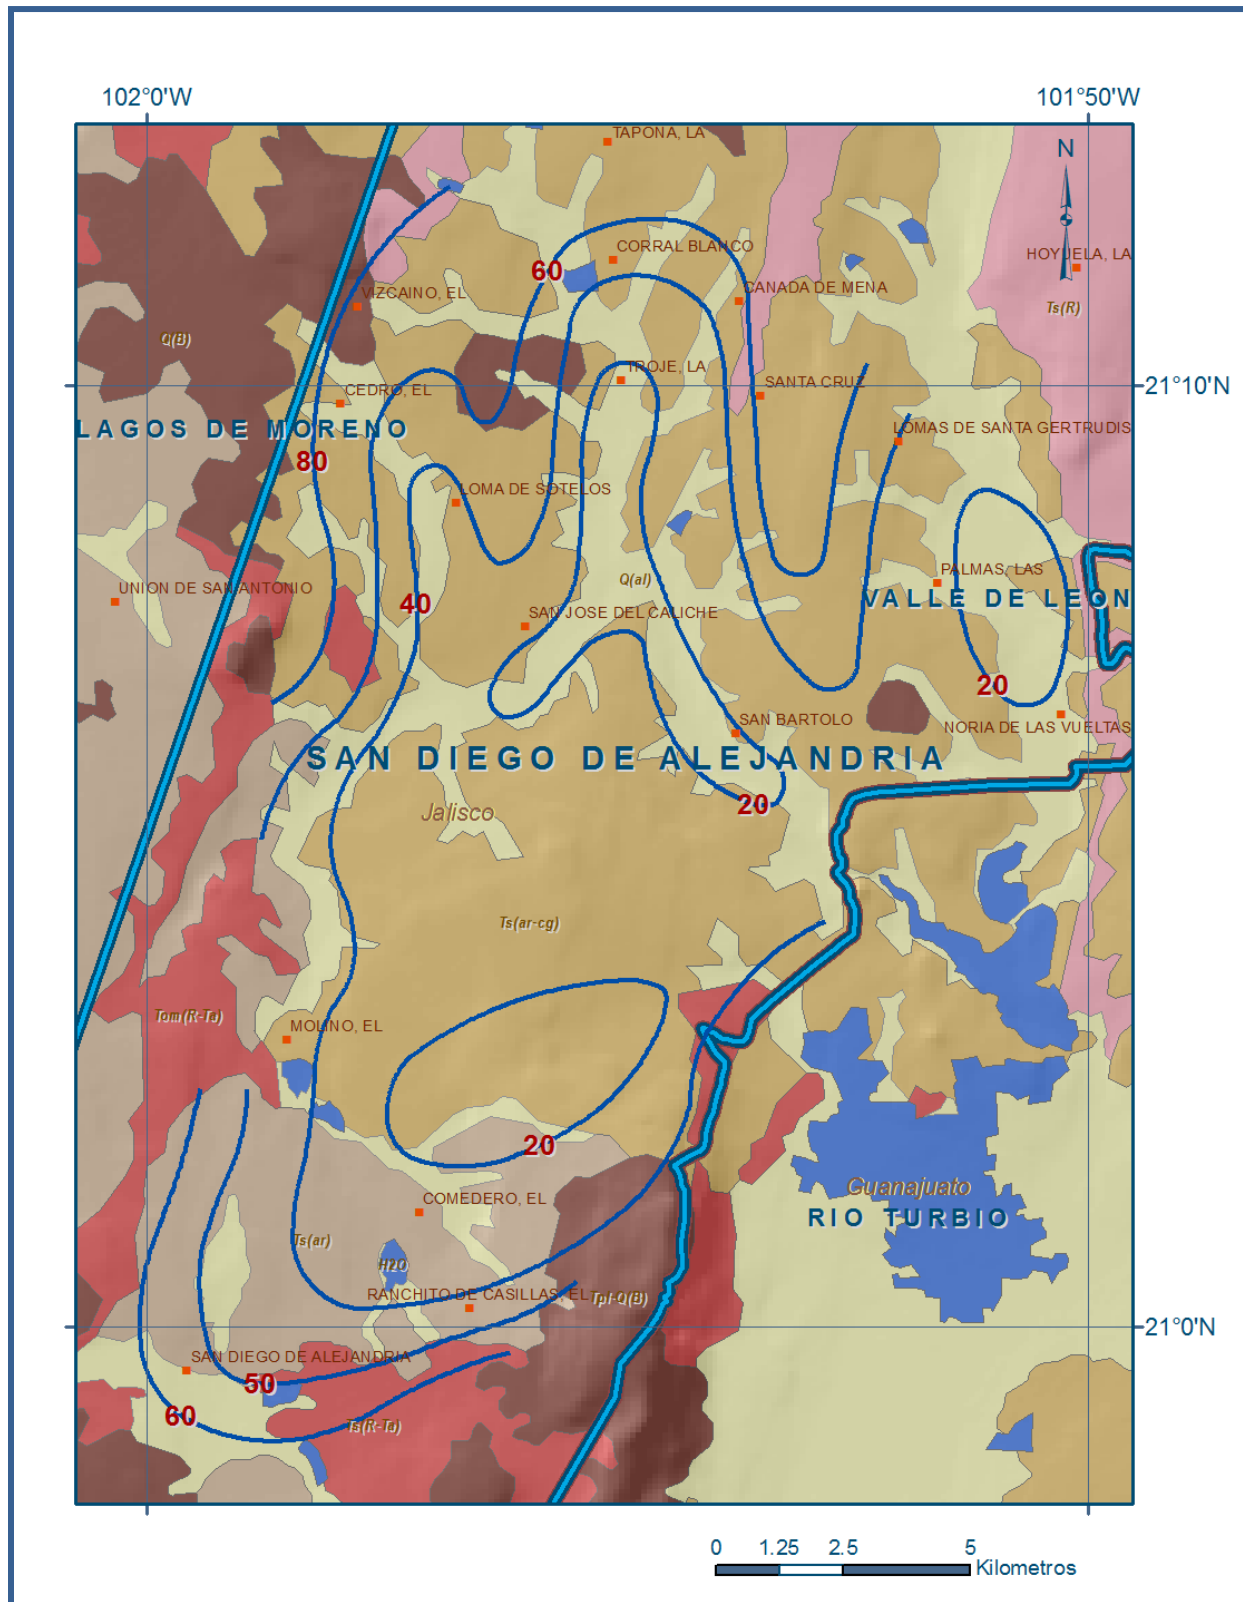 102°0'W
101°50'W
TAPONA, LA
N
CORRAL BLANCO
HOYUELA, LA
60
CANADA DE MENA
VIZCAINO, EL
Ts(R)
Q(B)
TROJE, LA
SANTA CRUZ
21°10'N
CEDRO, EL
LAGOS DE MORENO
LOMAS DE SANTA GERTRUDIS
80
LOMA DE SOTELOS
Q(al)
PALMAS, LAS
UNION DE SAN ANTONIO
VALLE DE LEON
40
SAN JOSE DEL CALICHE
20
SAN BARTOLO
NORIA DE LAS VUELTAS
SAN DIEGO DE ALEJANDRIA
20
Jalisco
Ts(ar-cg)
Tom(R-Ta)
MOLINO, EL
20
Guanajuato
COMEDERO, EL
RIO TURBIO
Ts(ar)
H2O
RANCHITO DE CASILLAS, EL
Tpl-Q(B)
21°0'N
SAN DIEGO DE ALEJANDRIA
50
60
Ts(R-Ta)
0 1.25 2.5 5
Kilometros